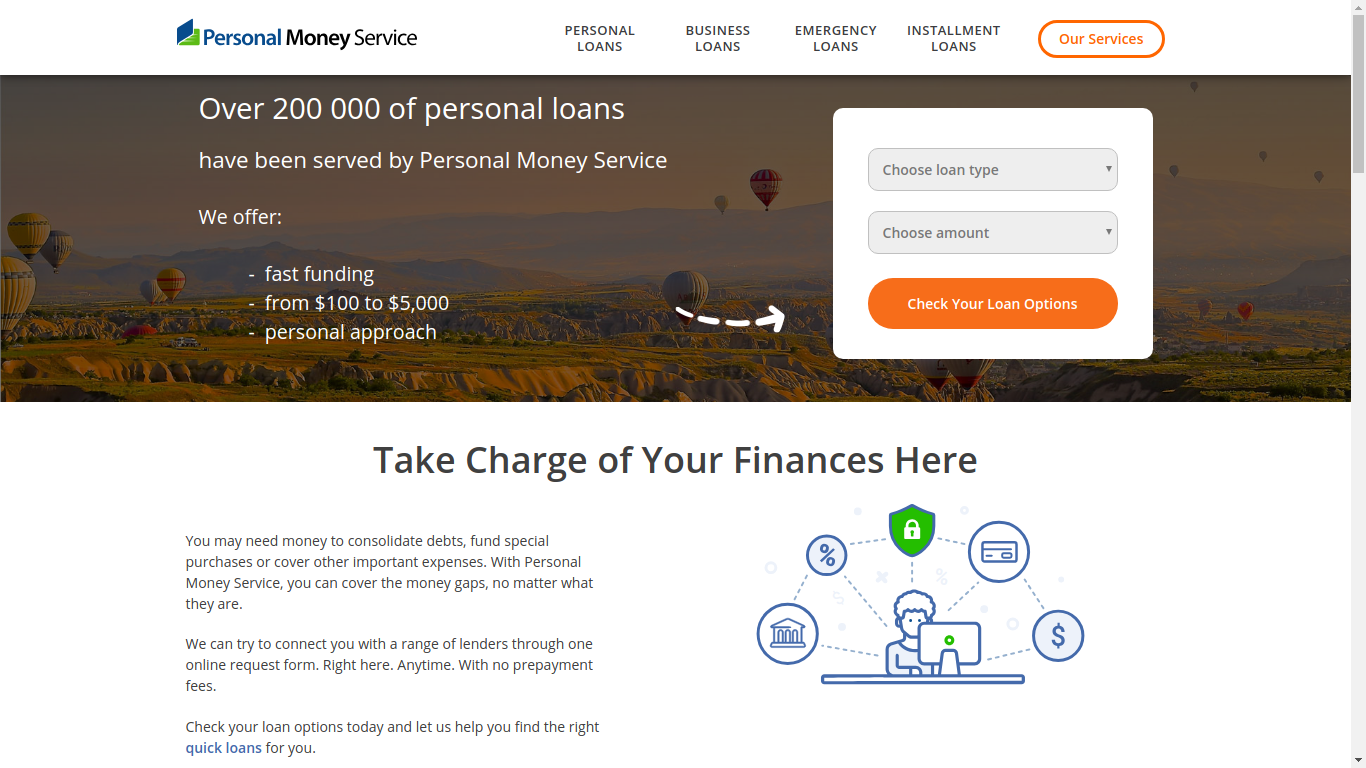 Personal Money Service
PERSONAL
LOANS
BUSINESS
LOANS
EMERGENCY
LOANS
INSTALLMENT
LOANS
Our Services
Over 200 000 of personal loans
have been served by Personal Money Service
We offer:
- fast funding
- from $100 to $5,000
- personal approach
Choose loan type
Choose amount
Check Your Loan Options
Take Charge of Your Finances Here
You may need money to consolidate debts, fund special
purchases or cover other important expenses. With Personal
Money Service, you can cover the money gaps, no matter what
they are.
We can try to connect you with a range of lenders through one
online request form. Right here. Anytime. With no prepayment
fees.
Check your loan options today and let us help you find the right
quick loans for you.
%
$
%
$